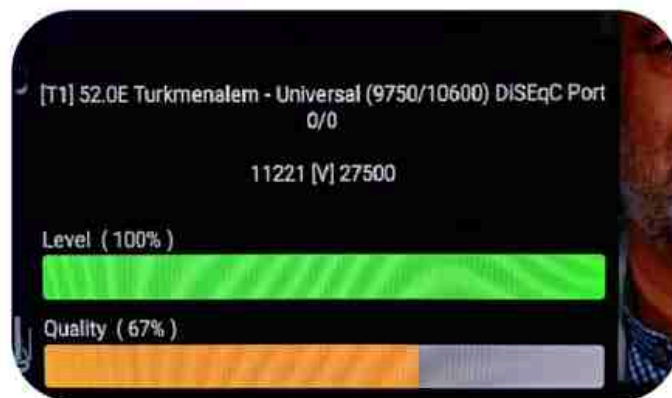 [T1] 52.0E Turkmenalem - Universal (9750/10600) DiSEqC Port
0/0
11221 [V] 27500
Level ( 100% )
Quality ( 67% )